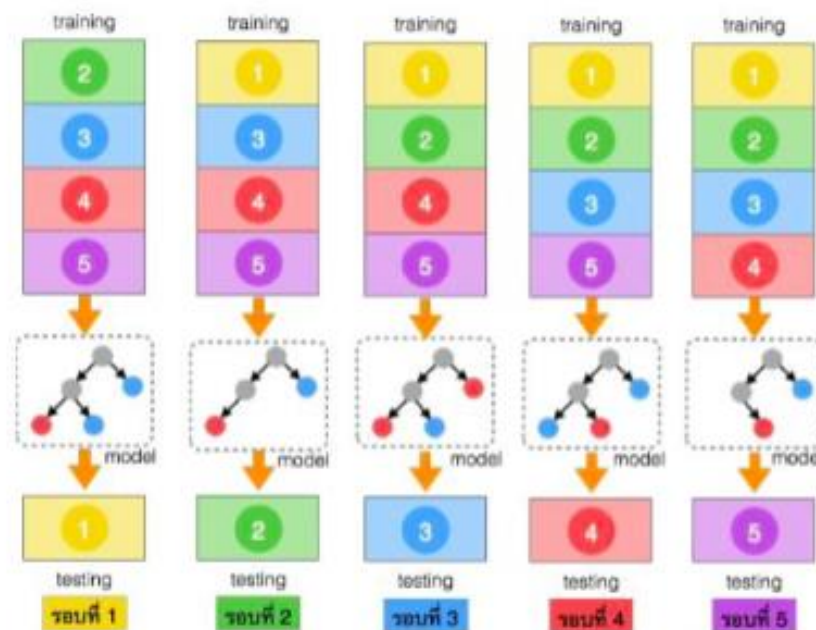 training training training training training
2 1 1 1 1
3 3 2 2 2
4 4 4 3 3
5 5 5 5 4
model model model model model
1 2 3 4 5
testing testing testing testing testing
รอบที่ 1 รอบที่ 2 รอบที่ 3 รอบที่ 4 รอบที่ 5